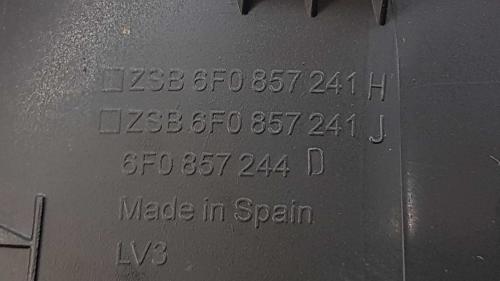 ZSB 6F0 857 241 H
ZSB 6F0 857 241 J
6F0 857 244 D
Made in Spain
LV3